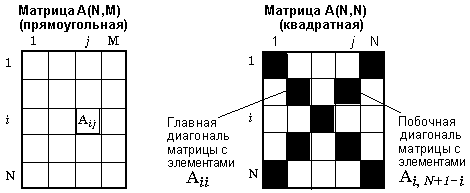 Матрица A(N,M)
(прямоугольная)
1 j M
1
i
N
A_ij
Матрица A(N,N)
(квадратная)
1 j N
1
i
N
Главная
диагональ
матрицы с
элементами
A_ii
Побочная
диагональ
матрицы с
элементами
A_i, N+1−i